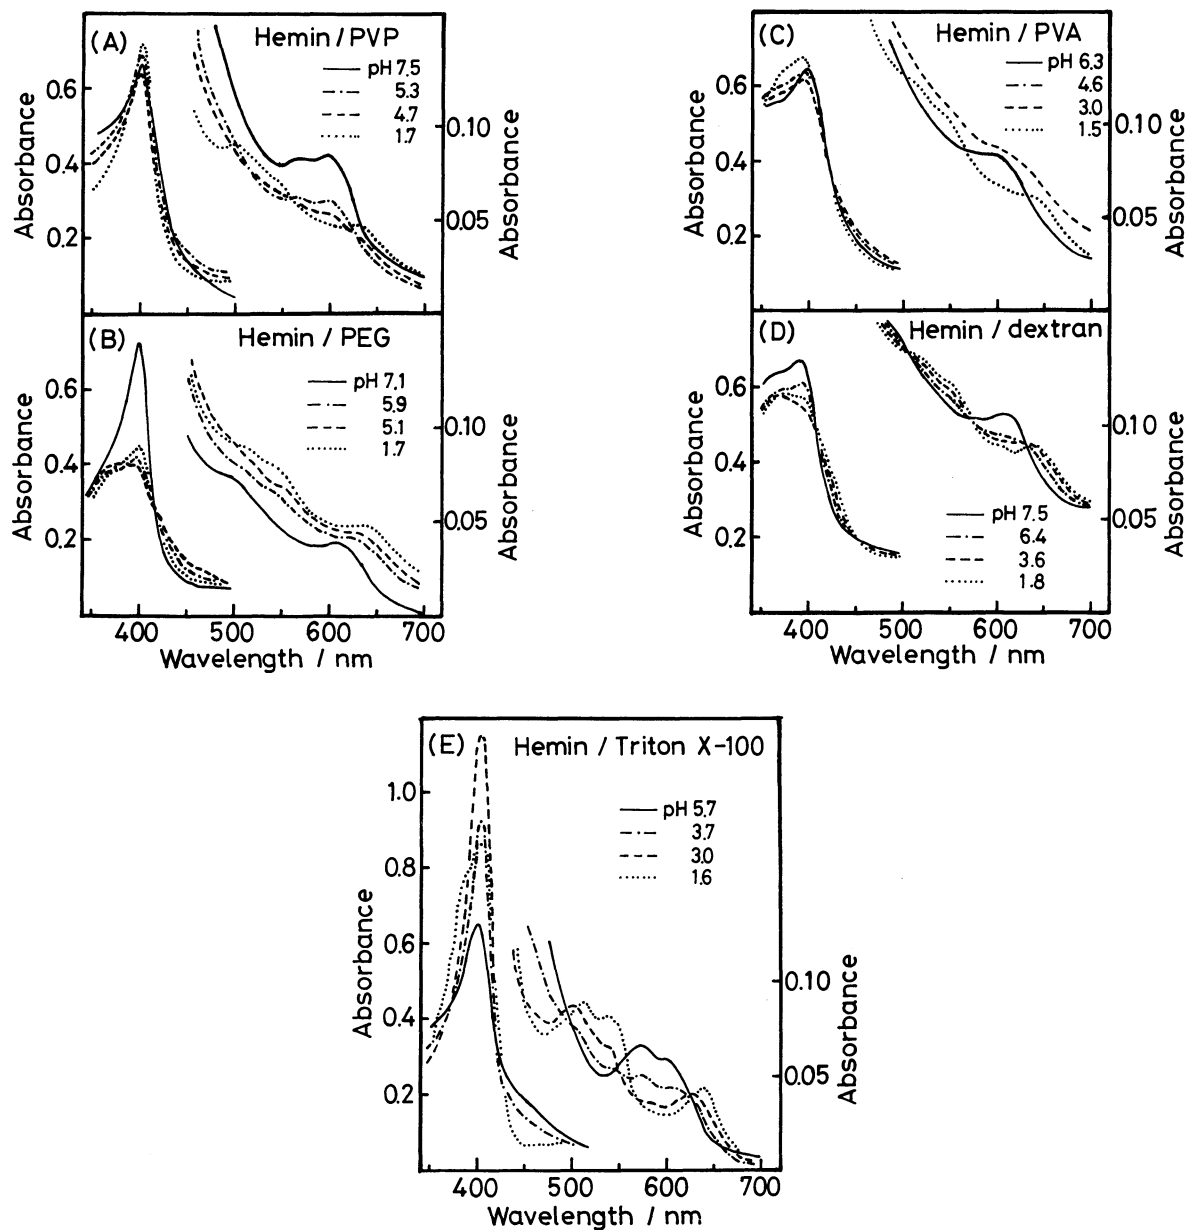 (A) Hemin / PVP
pH 7.5
5.3
4.7
1.7
0.6
0.4
0.2
Absorbance
0.10
0.05
Absorbance
(B) Hemin / PEG
pH 7.1
5.9
5.1
1.7
0.6
0.4
0.2
Absorbance
0.10
0.05
Absorbance
400 500 600 700
Wavelength / nm
(C) Hemin / PVA
pH 6.3
4.6
3.0
1.5
0.6
0.4
0.2
Absorbance
0.10
0.05
Absorbance
(D) Hemin / dextran
0.6
0.4
0.2
Absorbance
0.10
0.05
Absorbance
pH 7.5
6.4
3.6
1.8
400 500 600 700
Wavelength / nm
(E) Hemin / Triton X-100
pH 5.7
3.7
3.0
1.6
1.0
0.8
0.6
0.4
0.2
Absorbance
0.10
0.05
Absorbance
400 500 600 700
Wavelength / nm